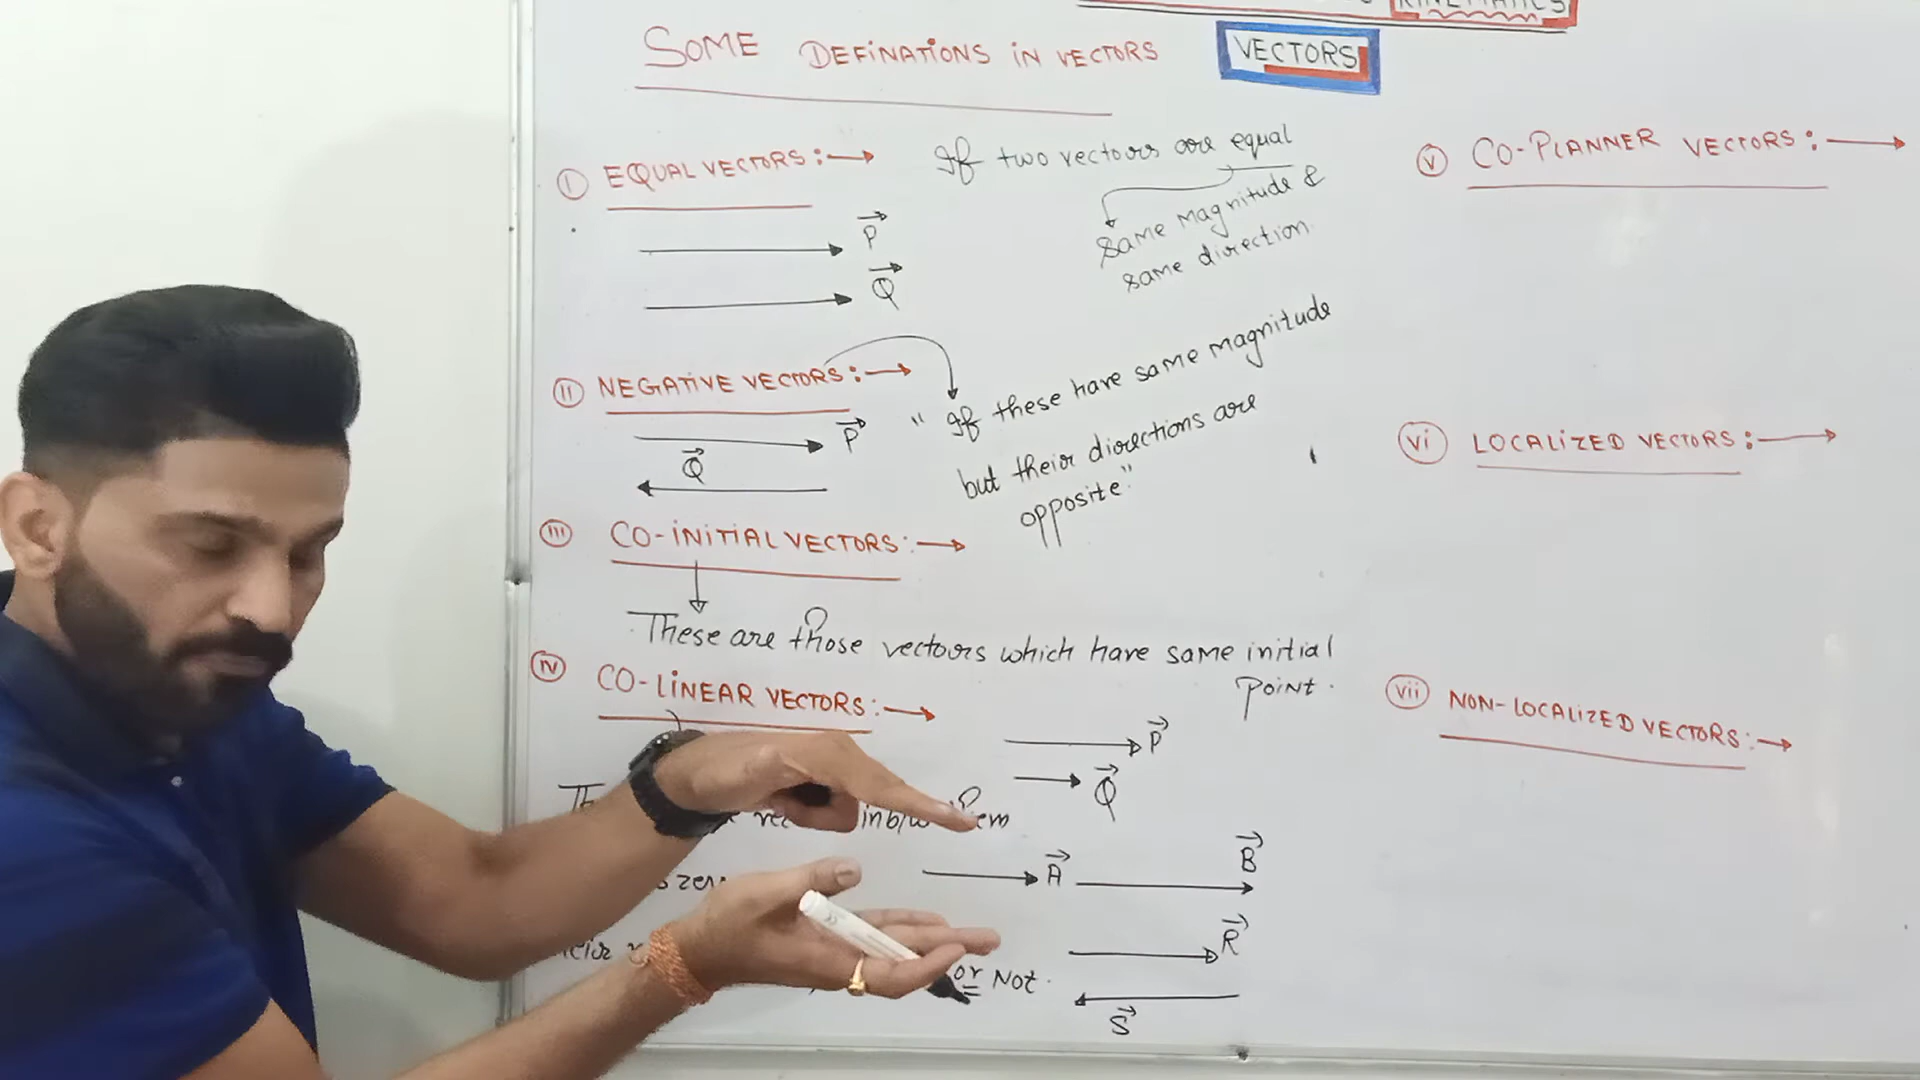 KINEMATICS
SOME DEFINATIONS IN VECTORS
VECTORS
I EQUAL VECTORS :→ If two vectors are equal
same magnitude &
same direction.
P
Q
II NEGATIVE VECTORS :→
"If these have same magnitude
but their directions are
opposite"
P
Q
III CO-INITIAL VECTORS :→
These are those vectors which have same initial
point.
IV CO-LINEAR VECTORS :→
P
Q
inb/w
zero
A
B
R
or Not.
S
V CO-PLANNER VECTORS :→
VI LOCALIZED VECTORS :→
VII NON-LOCALIZED VECTORS :→